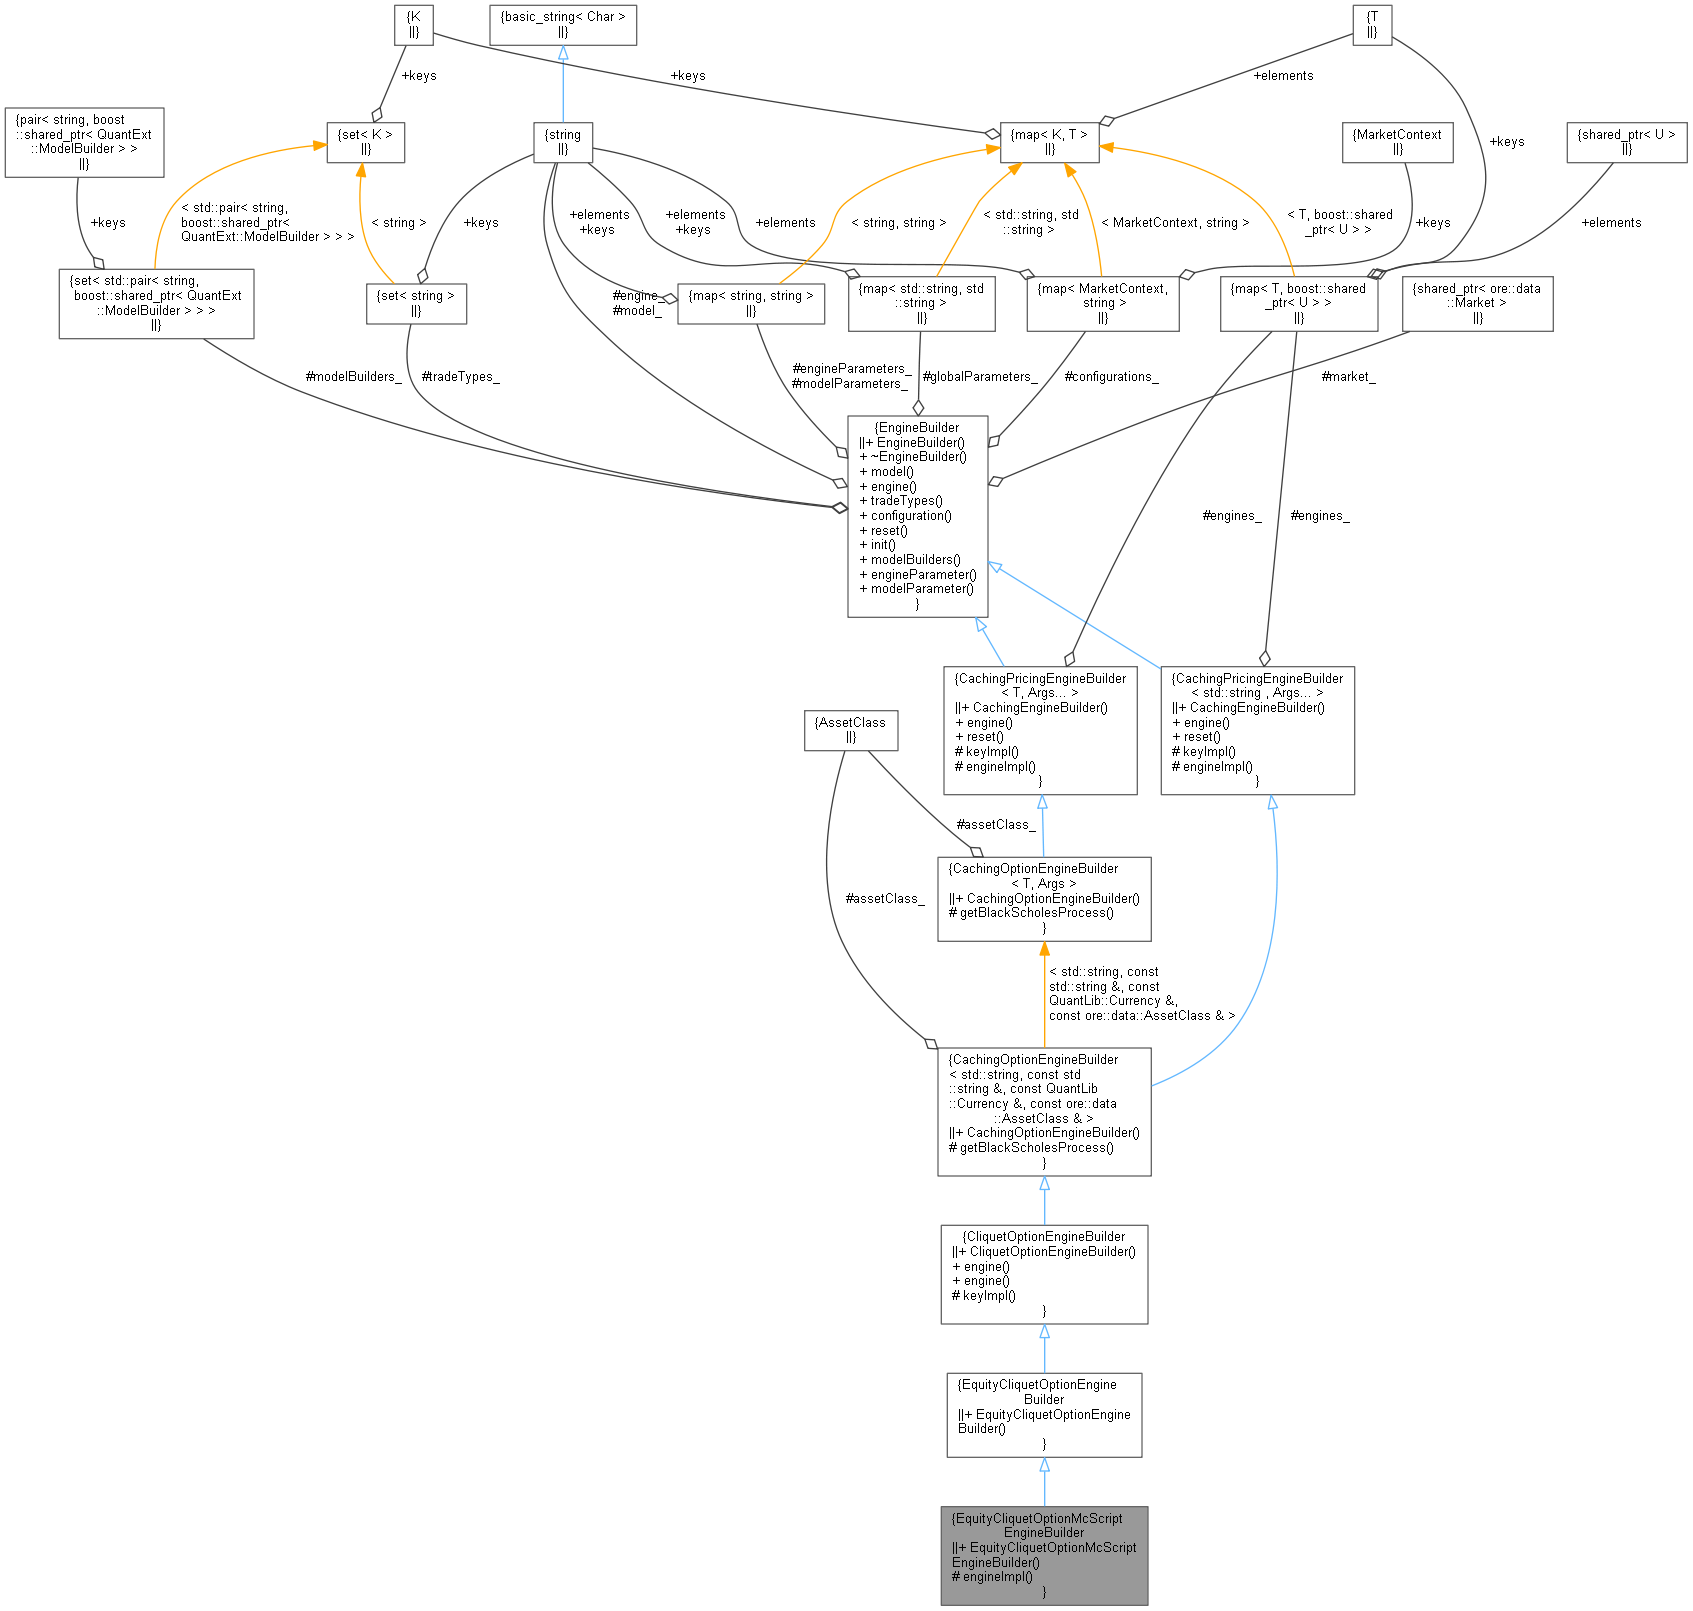 {K
||}
{basic_string< Char >
||}
{T
||}
+keys
+keys
+elements
{pair< string, boost
::shared_ptr< QuantExt
::ModelBuilder > >
||}
{set< K >
||}
{string
||}
{map< K, T >
||}
+keys
{MarketContext
||}
{shared_ptr< U >
||}
+keys
< std::pair< string,
boost::shared_ptr<
QuantExt::ModelBuilder > > >
< string >
+keys
+elements
+keys
+elements
+keys
+elements
< string, string >
< std::string, std
::string >
< MarketContext, string >
< T, boost::shared
_ptr< U > >
+keys
+elements
{set< std::pair< string,
boost::shared_ptr< QuantExt
::ModelBuilder > > >
||}
{set< string >
||}
#engine_
#model_
{map< string, string >
||}
{map< std::string, std
::string >
||}
{map< MarketContext,
string >
||}
{map< T, boost::shared
_ptr< U > >
||}
{shared_ptr< ore::data
::Market >
||}
#modelBuilders_
#tradeTypes_
#engineParameters_
#modelParameters_
#globalParameters_
#configurations_
#market_
{EngineBuilder
||+ EngineBuilder()
+ ~EngineBuilder()
+ model()
+ engine()
+ tradeTypes()
+ configuration()
+ reset()
+ init()
+ modelBuilders()
+ engineParameter()
+ modelParameter()
}
#engines_
#engines_
{CachingPricingEngineBuilder
< T, Args... >
||+ CachingEngineBuilder()
+ engine()
+ reset()
# keyImpl()
# engineImpl()
}
{CachingPricingEngineBuilder
< std::string , Args... >
||+ CachingEngineBuilder()
+ engine()
+ reset()
# keyImpl()
# engineImpl()
}
{AssetClass
||}
#assetClass_
#assetClass_
{CachingOptionEngineBuilder
< T, Args >
||+ CachingOptionEngineBuilder()
# getBlackScholesProcess()
}
< std::string, const
std::string &, const
QuantLib::Currency &,
const ore::data::AssetClass & >
{CachingOptionEngineBuilder
< std::string, const std
::string &, const QuantLib
::Currency &, const ore::data
::AssetClass & >
||+ CachingOptionEngineBuilder()
# getBlackScholesProcess()
}
{CliquetOptionEngineBuilder
||+ CliquetOptionEngineBuilder()
+ engine()
+ engine()
# keyImpl()
}
{EquityCliquetOptionEngine
Builder
||+ EquityCliquetOptionEngine
Builder()
}
{EquityCliquetOptionMcScript
EngineBuilder
||+ EquityCliquetOptionMcScript
EngineBuilder()
# engineImpl()
}